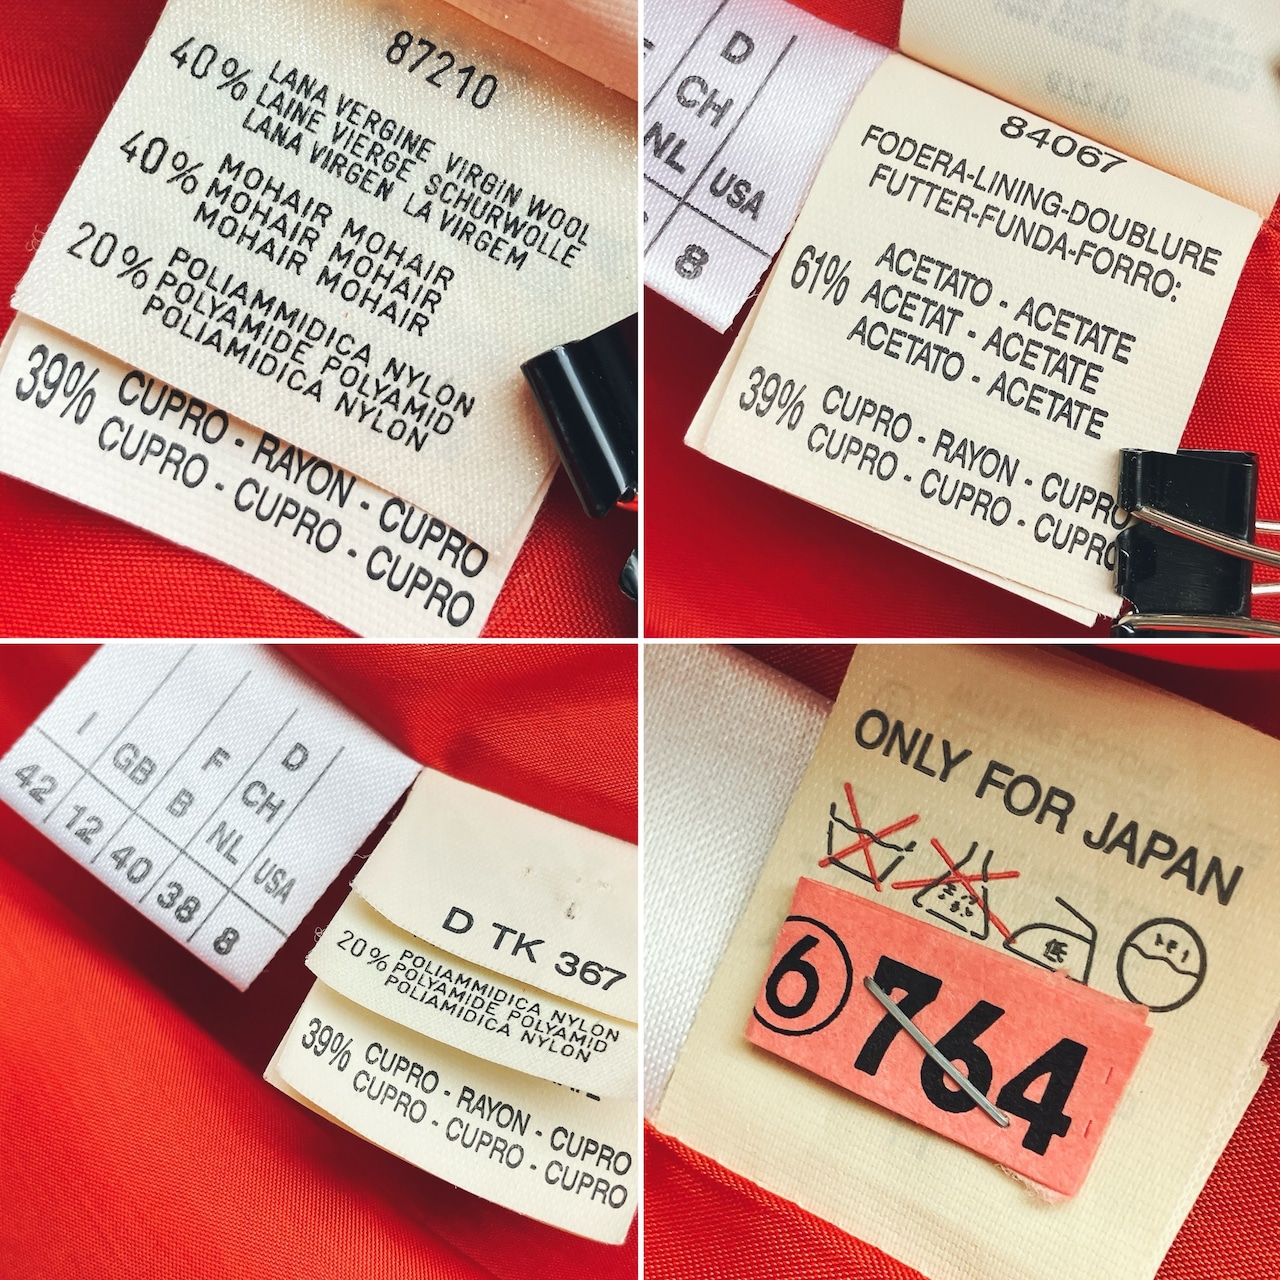 87210
40% LANA VERGINE VIRGIN WOOL
LAINE VIERGE SCHURWOLLE
LANA VIRGEN LA VIRGEM
40% MOHAIR MOHAIR
MOHAIR MOHAIR
MOHAIR MOHAIR
20% POLIAMMIDICA NYLON
POLYAMIDE POLYAMID
POLIAMIDICA NYLON
39% CUPRO - RAYON - CUPRO
CUPRO - CUPRO - CUPRO
D
CH
NL
USA
8
84067
FODERA-LINING-DOUBLURE
FUTTER-FUNDA-FORRO:
61% ACETATO - ACETATE
ACETAT - ACETATE
ACETATO - ACETATE
39% CUPRO - RAYON - CUPRO
CUPRO - CUPRO - CUPRO
I GB F B D CH NL USA
42 12 40 38 8
D TK 367
20% POLIAMMIDICA NYLON
POLYAMIDE POLYAMID
POLIAMIDICA NYLON
39% CUPRO - RAYON - CUPRO
CUPRO - CUPRO - CUPRO
ONLY FOR JAPAN
低
6 764